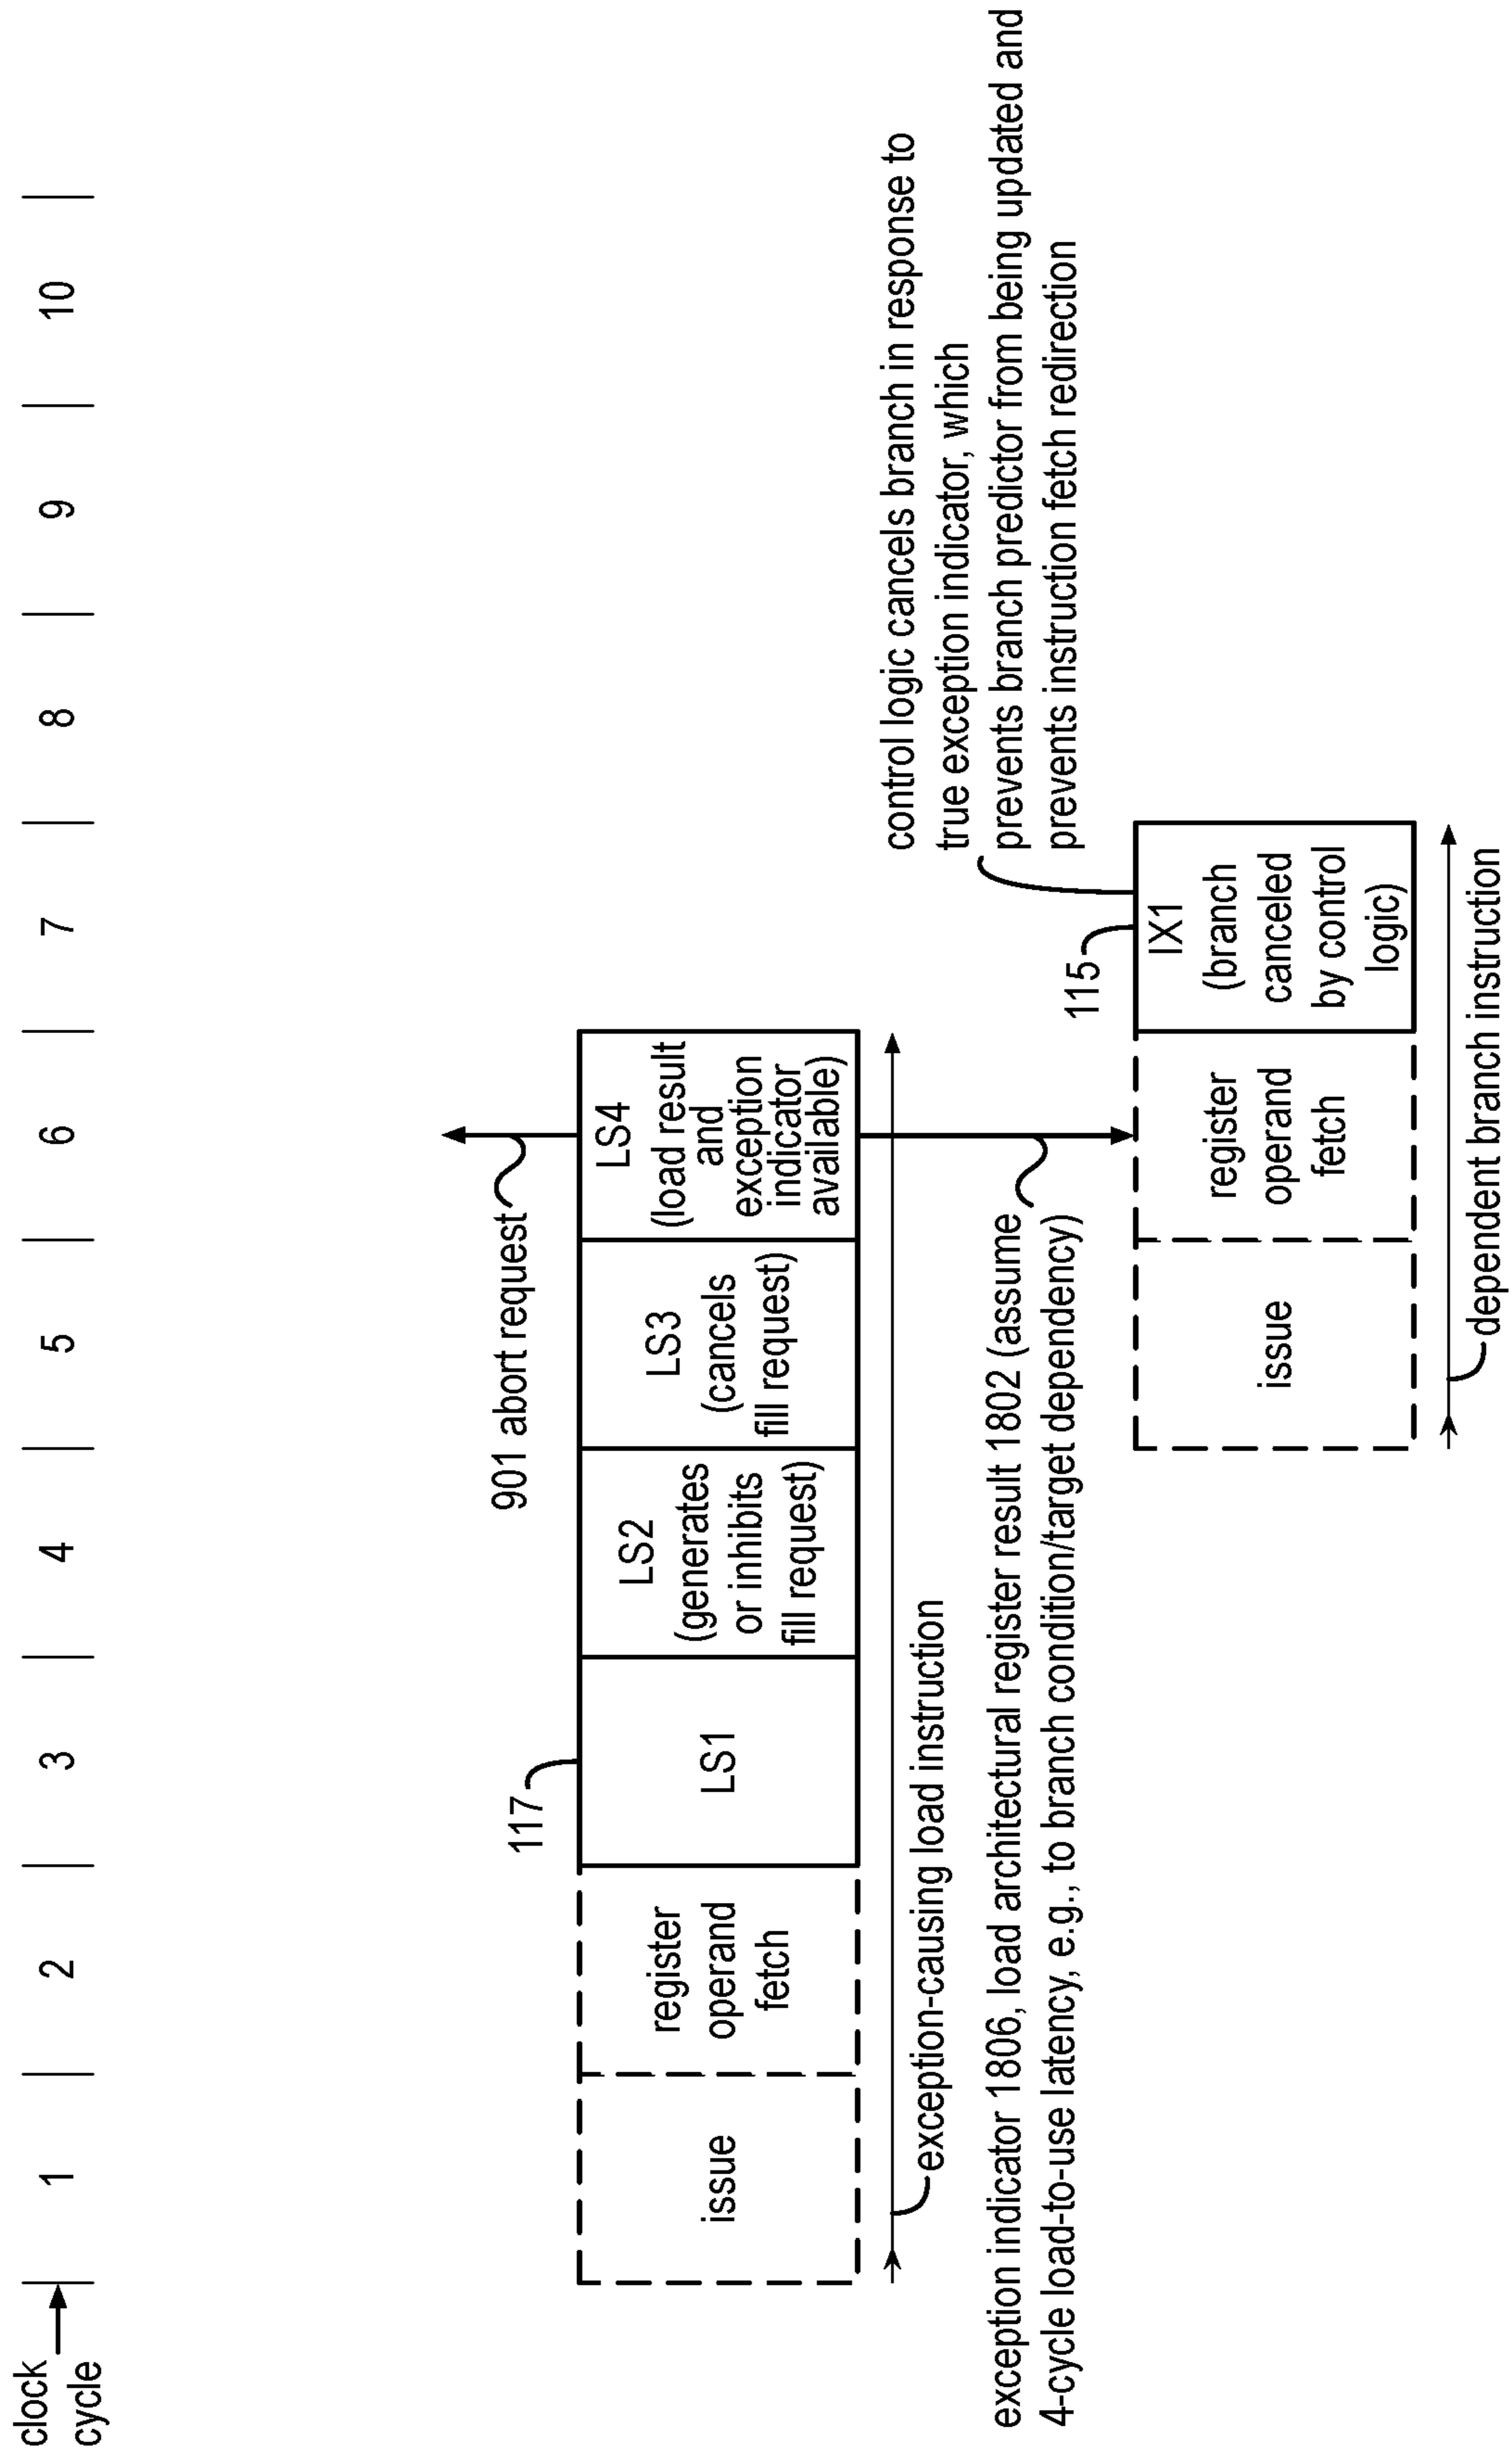 clock
cycle
1 2 3 4 5 6 7 8 9 10
901 abort request
117
issue
register
operand
fetch
LS1
LS2
(generates
or inhibits
fill request)
LS3
(cancels
fill request)
LS4
(load result
and
exception
indicator
available)
exception-causing load instruction
exception indicator 1806, load architectural register result 1802 (assume
4-cycle load-to-use latency, e.g., to branch condition/target dependency)
control logic cancels branch in response to
true exception indicator, which
prevents branch predictor from being updated and
prevents instruction fetch redirection
115
issue
register
operand
fetch
IX1
(branch
canceled
by control
logic)
dependent branch instruction